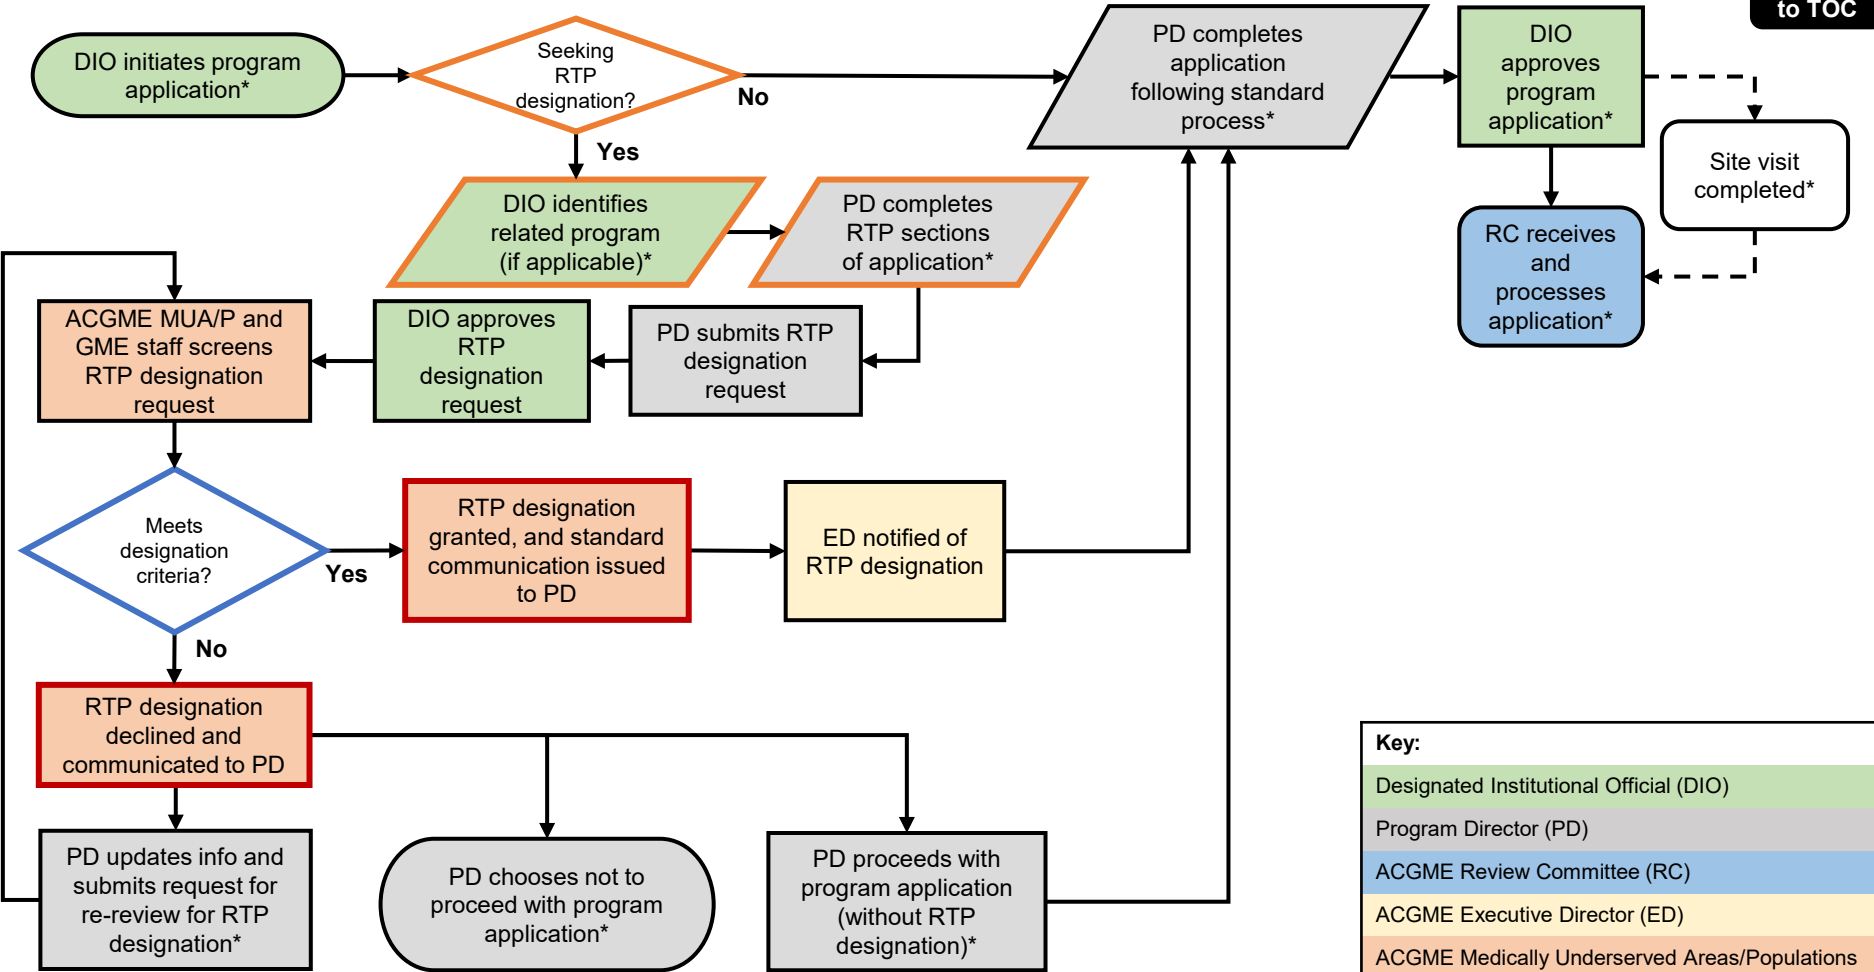 to TOC
DIO initiates program
application*
Seeking
RTP
designation?
No
Yes
PD completes
application
following standard
process*
DIO
approves
program
application*
Site visit
completed*
RC receives
and
processes
application*
DIO identifies
related program
(if applicable)*
PD completes
RTP sections
of application*
ACGME MUA/P and
GME staff screens
RTP designation
request
DIO approves
RTP
designation
request
PD submits RTP
designation
request
Meets
designation
criteria?
Yes
No
RTP designation
granted, and standard
communication issued
to PD
ED notified of
RTP designation
RTP designation
declined and
communicated to PD
PD updates info and
submits request for
re-review for RTP
designation*
PD chooses not to
proceed with program
application*
PD proceeds with
program application
(without RTP
designation)*
Key:
Designated Institutional Official (DIO)
Program Director (PD)
ACGME Review Committee (RC)
ACGME Executive Director (ED)
ACGME Medically Underserved Areas/Populations